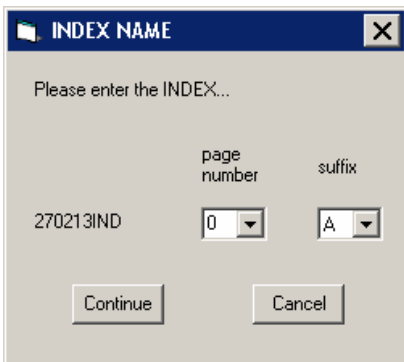 INDEX NAME
Please enter the INDEX...
page
number
suffix
270213IND 0 A
Continue Cancel